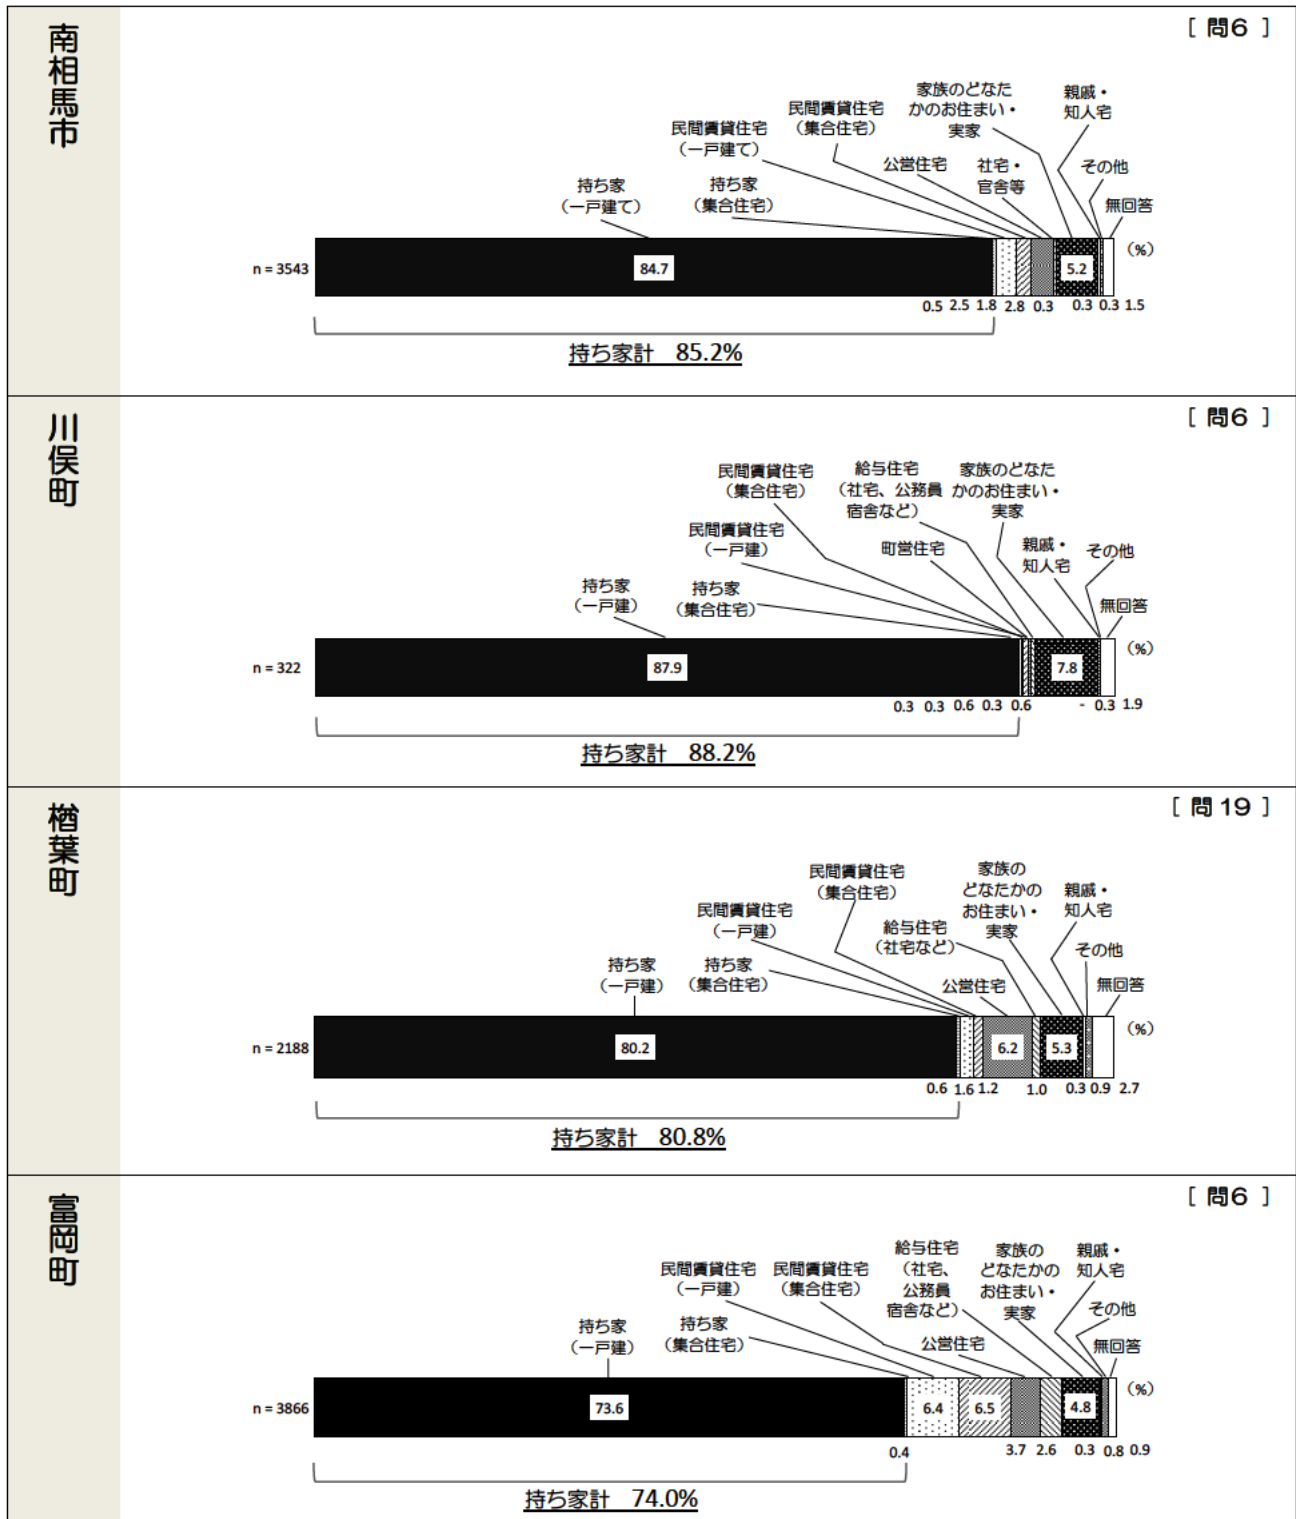 南相馬市
[ 問6 ]
家族のどなた
かのお住まい・
実家
親戚・
知人宅
民間賃貸住宅
(集合住宅)
民間賃貸住宅
(一戸建て)
公営住宅
社宅・
官舎等
その他
持ち家
(一戸建て)
持ち家
(集合住宅)
無回答
(%)
n = 3543
84.7
5.2
0.5 2.5 1.8 2.8 0.3 0.3 0.3 1.5
持ち家計 85.2%
川俣町
[ 問6 ]
民間賃貸住宅
(集合住宅)
給与住宅
(社宅、公務員
宿舎など)
家族のどなた
かのお住まい・
実家
民間賃貸住宅
(一戸建)
町営住宅
親戚・
知人宅
その他
持ち家
(一戸建)
持ち家
(集合住宅)
無回答
(%)
n = 322
87.9
7.8
0.3 0.3 0.6 0.3 0.6 - 0.3 1.9
持ち家計 88.2%
楢葉町
[ 問19 ]
民間賃貸住宅
(集合住宅)
家族の
どなたかの
お住まい・
実家
親戚・
知人宅
民間賃貸住宅
(一戸建)
給与住宅
(社宅など)
その他
持ち家
(一戸建)
持ち家
(集合住宅)
公営住宅
無回答
(%)
n = 2188
80.2
6.2
5.3
0.6 1.6 1.2 1.0 0.3 0.9 2.7
持ち家計 80.8%
富岡町
[ 問6 ]
民間賃貸住宅
(一戸建)
民間賃貸住宅
(集合住宅)
給与住宅
(社宅、
公務員
宿舎など)
家族の
どなたかの
お住まい・
実家
親戚・
知人宅
その他
持ち家
(一戸建)
持ち家
(集合住宅)
公営住宅
無回答
(%)
n = 3866
73.6
6.4
6.5
4.8
0.4 3.7 2.6 0.3 0.8 0.9
持ち家計 74.0%